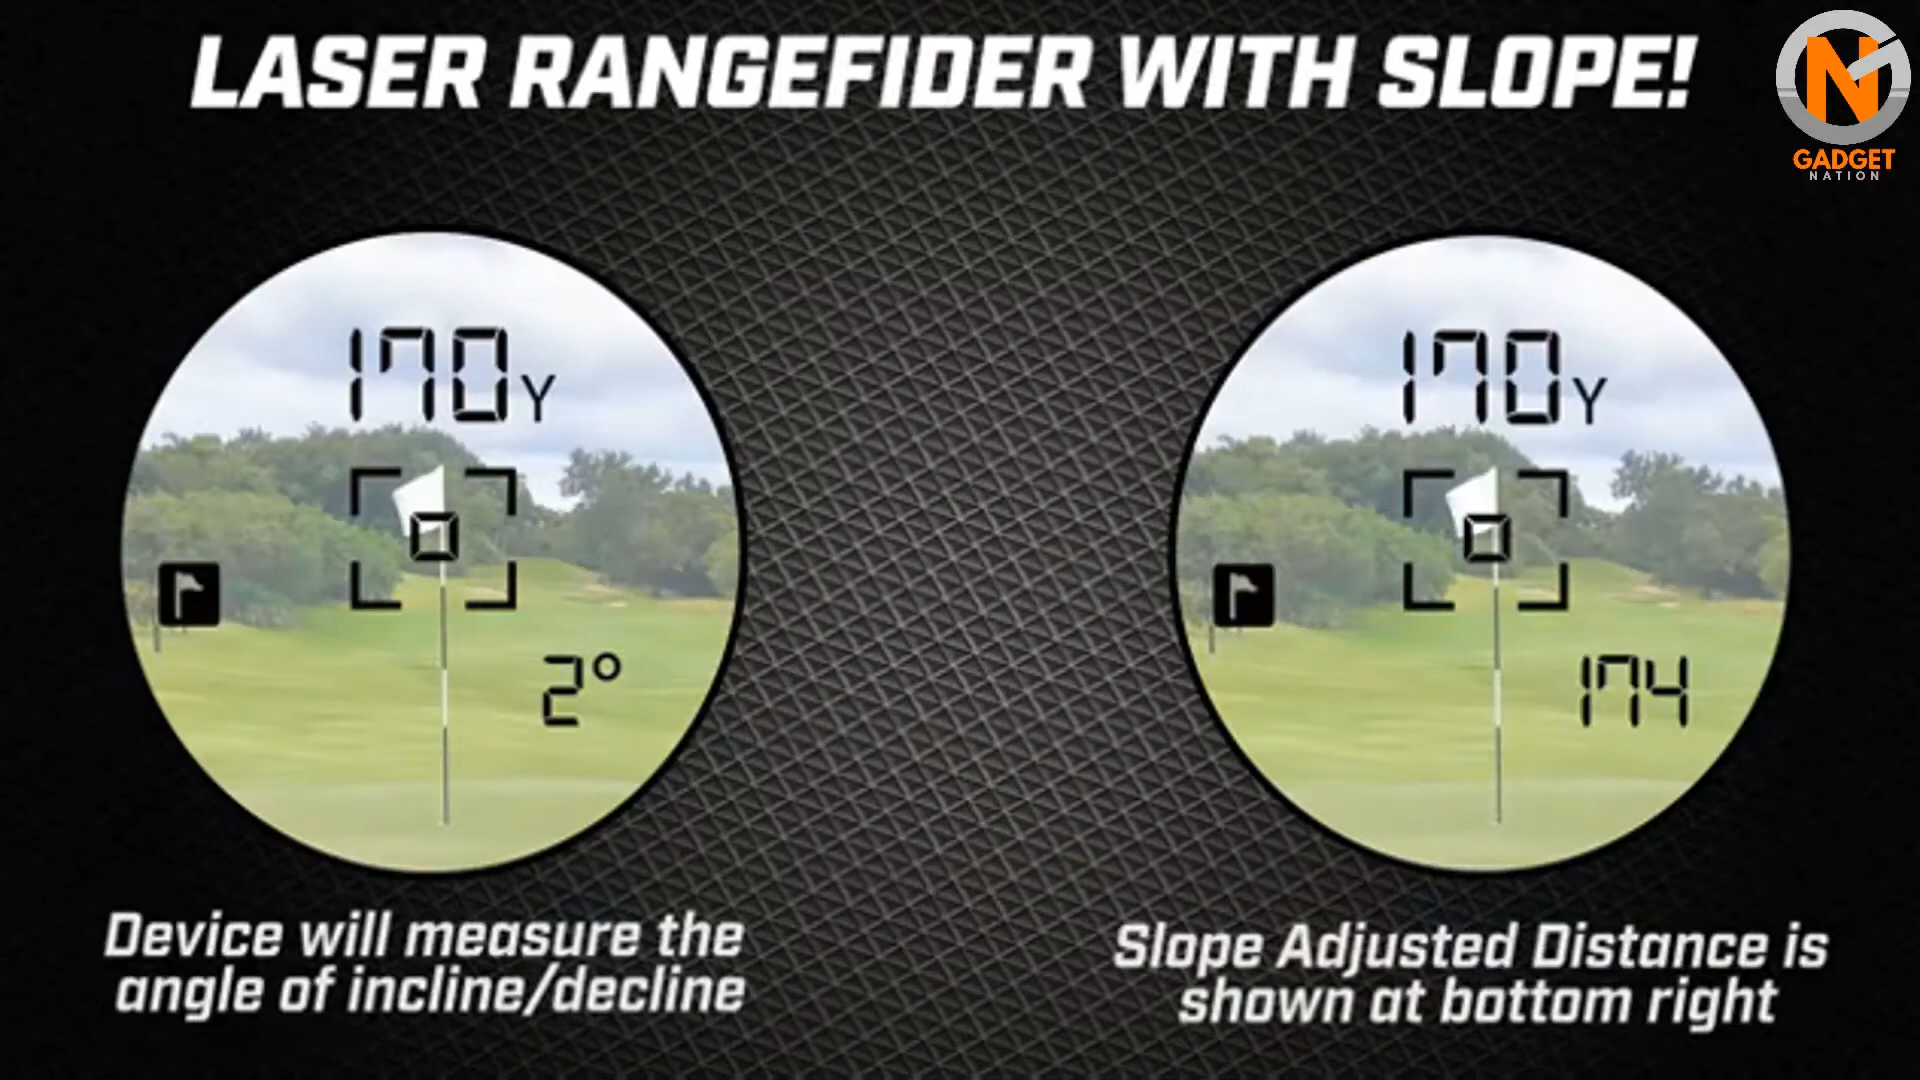 LASER RANGEFIDER WITH SLOPE!
GADGET
NATION
170Y
2°
Device will measure the
angle of incline/decline
170Y
174
Slope Adjusted Distance is
shown at bottom right